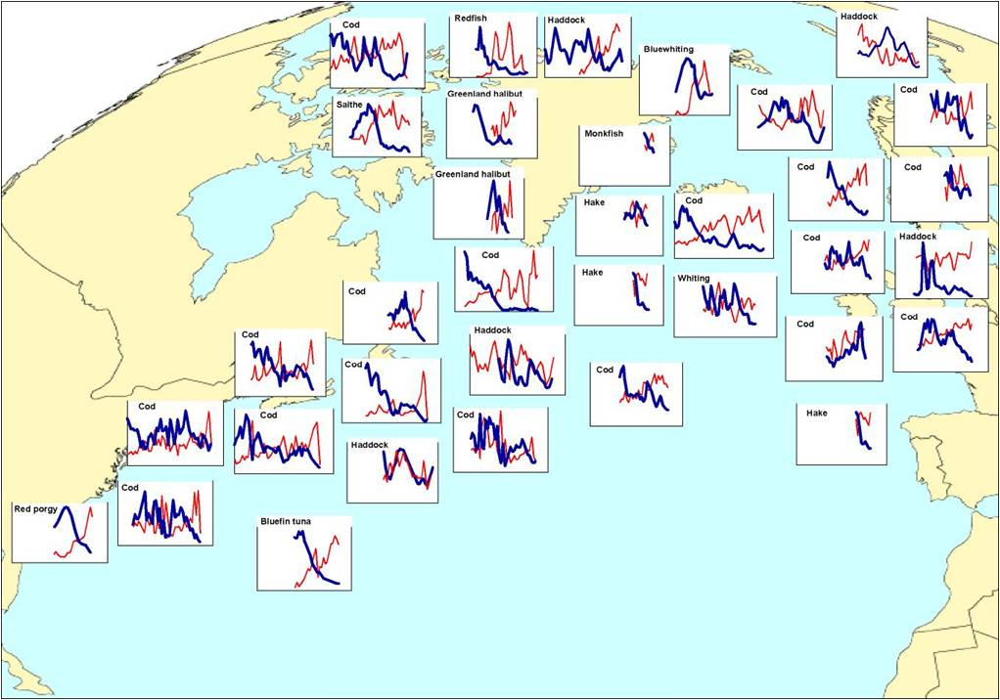 Cod
Redfish
Haddock
Haddock
Bluewhiting
Saithe
Greenland halibut
Cod
Cod
Monkfish
Greenland halibut
Cod
Cod
Hake
Cod
Cod
Haddock
Cod
Hake
Whiting
Cod
Cod
Cod
Haddock
Cod
Cod
Cod
Cod
Cod
Cod
Hake
Haddock
Cod
Red porgy
Bluefin tuna